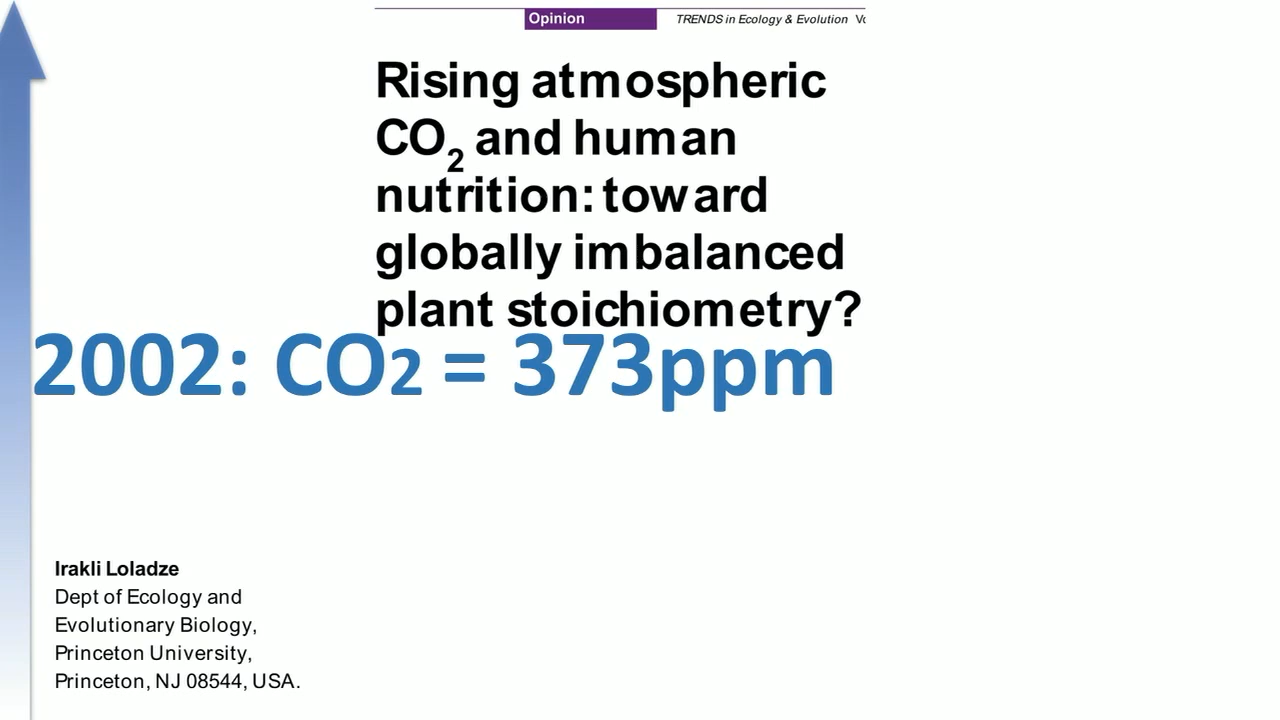 Opinion TRENDS in Ecology & Evolution
Rising atmospheric
CO2 and human
nutrition: toward
globally imbalanced
plant stoichiometry?
2002: CO2 = 373ppm
Irakli Loladze
Dept of Ecology and
Evolutionary Biology,
Princeton University,
Princeton, NJ 08544, USA.